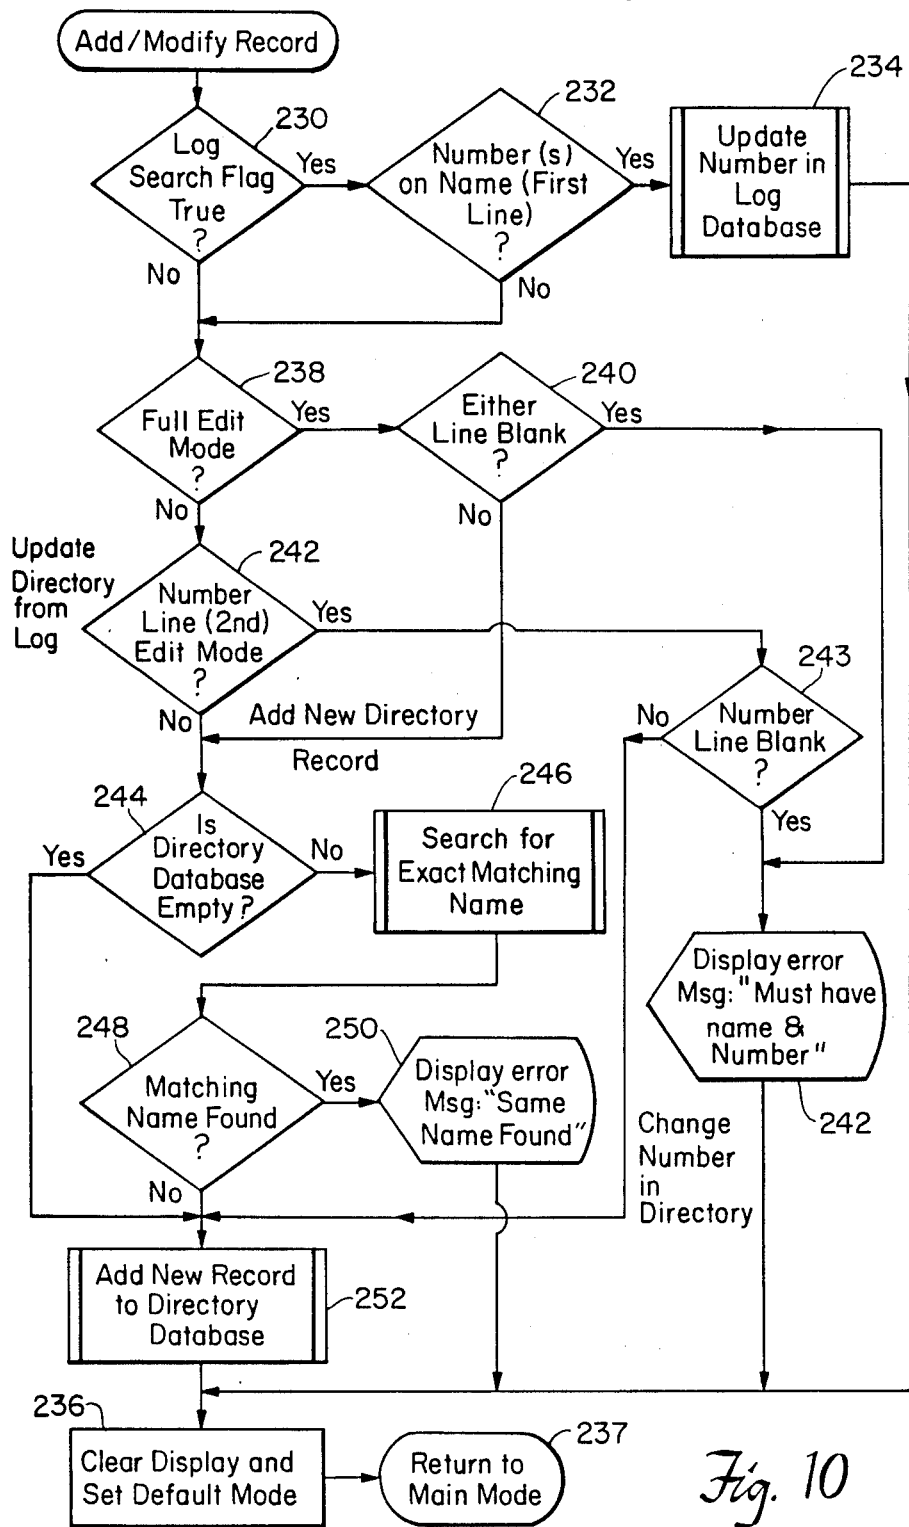 Add/Modify Record
230
Log
Search Flag
True
?
Yes
No
232
Number (s)
on Name (First
Line)
?
Yes
No
234
Update
Number in
Log
Database
238
Full Edit
Mode
?
Yes
No
240
Either
Line Blank
?
Yes
No
Update
Directory
from
Log
242
Number
Line (2nd)
Edit Mode
?
Yes
No
Add New Directory
Record
243
Number
Line Blank
?
No
Yes
244
Is
Directory
Database
Empty?
Yes
No
246
Search for
Exact Matching
Name
Display error
Msg: "Must have
name &
Number"
242
248
Matching
Name Found
?
Yes
No
250
Display error
Msg: "Same
Name Found"
Change
Number
in
Directory
Add New Record
to Directory
Database
252
236
Clear Display and
Set Default Mode
237
Return to
Main Mode
Fig. 10